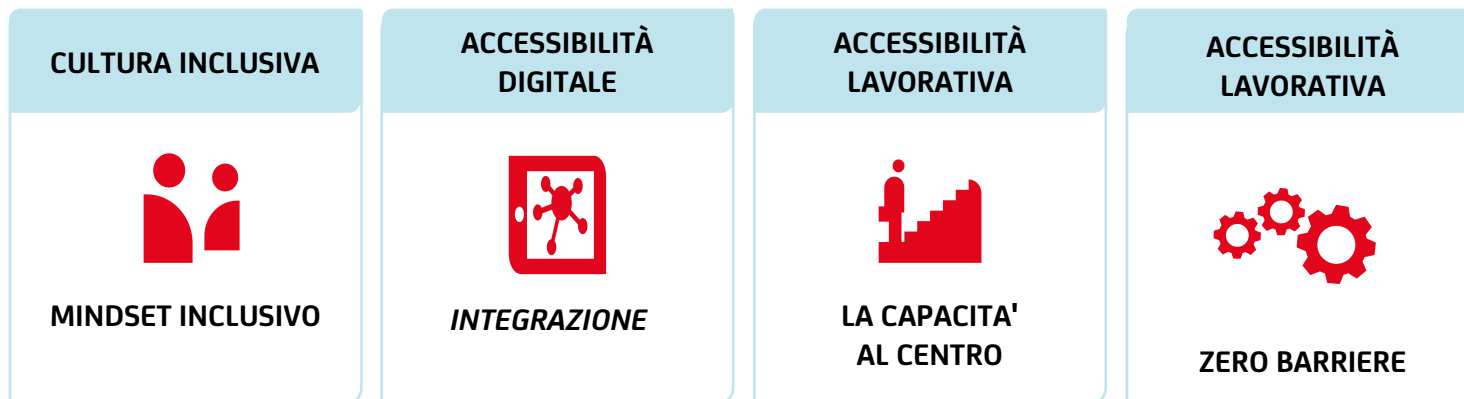 CULTURA INCLUSIVA
MINDSET INCLUSIVO
ACCESSIBILITÀ
DIGITALE
INTEGRAZIONE
ACCESSIBILITÀ
LAVORATIVA
LA CAPACITA'
AL CENTRO
ACCESSIBILITÀ
LAVORATIVA
ZERO BARRIERE